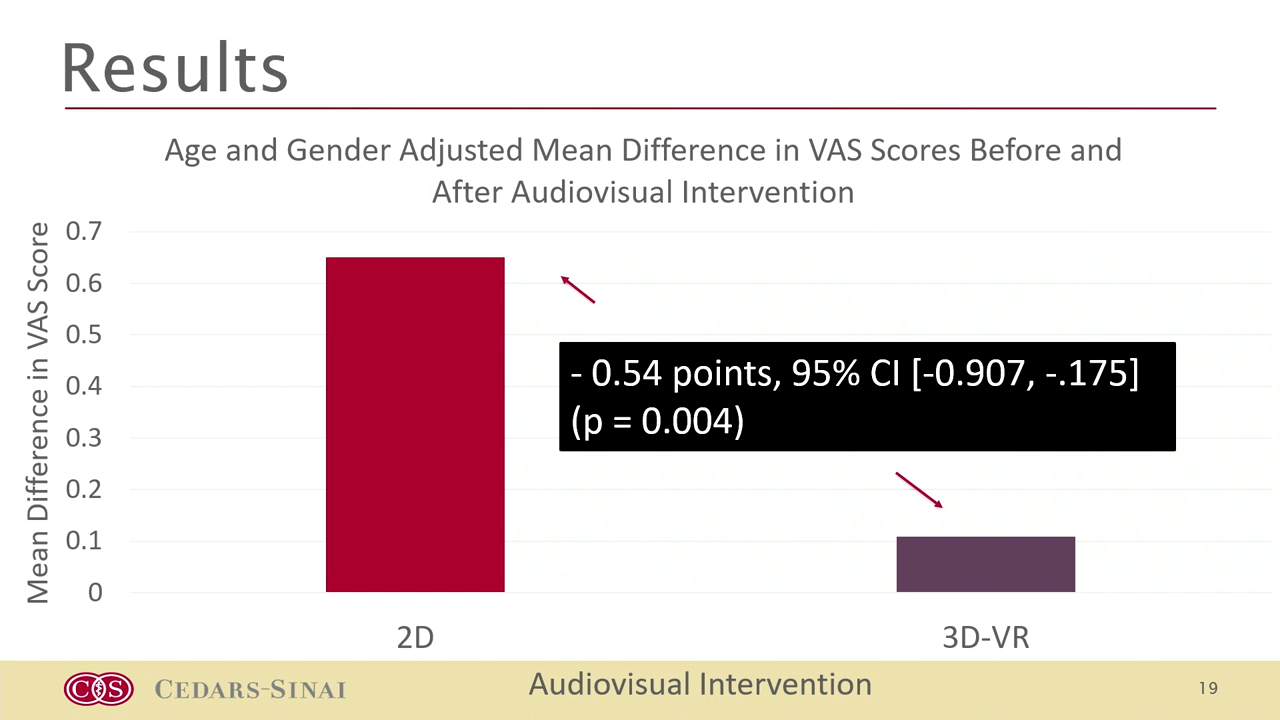 Results
Age and Gender Adjusted Mean Difference in VAS Scores Before and
After Audiovisual Intervention
Mean Difference in VAS Score
0.7
0.6
0.5
0.4
0.3
0.2
0.1
0
- 0.54 points, 95% CI [-0.907, -.175]
(p = 0.004)
2D
3D-VR
Audiovisual Intervention
CEDARS-SINAI
19